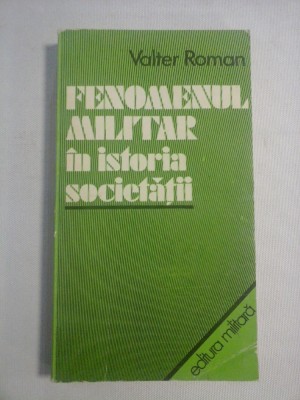 Valter Roman
FENOMENUL
MILITAR
în istoria
societății
editura militară